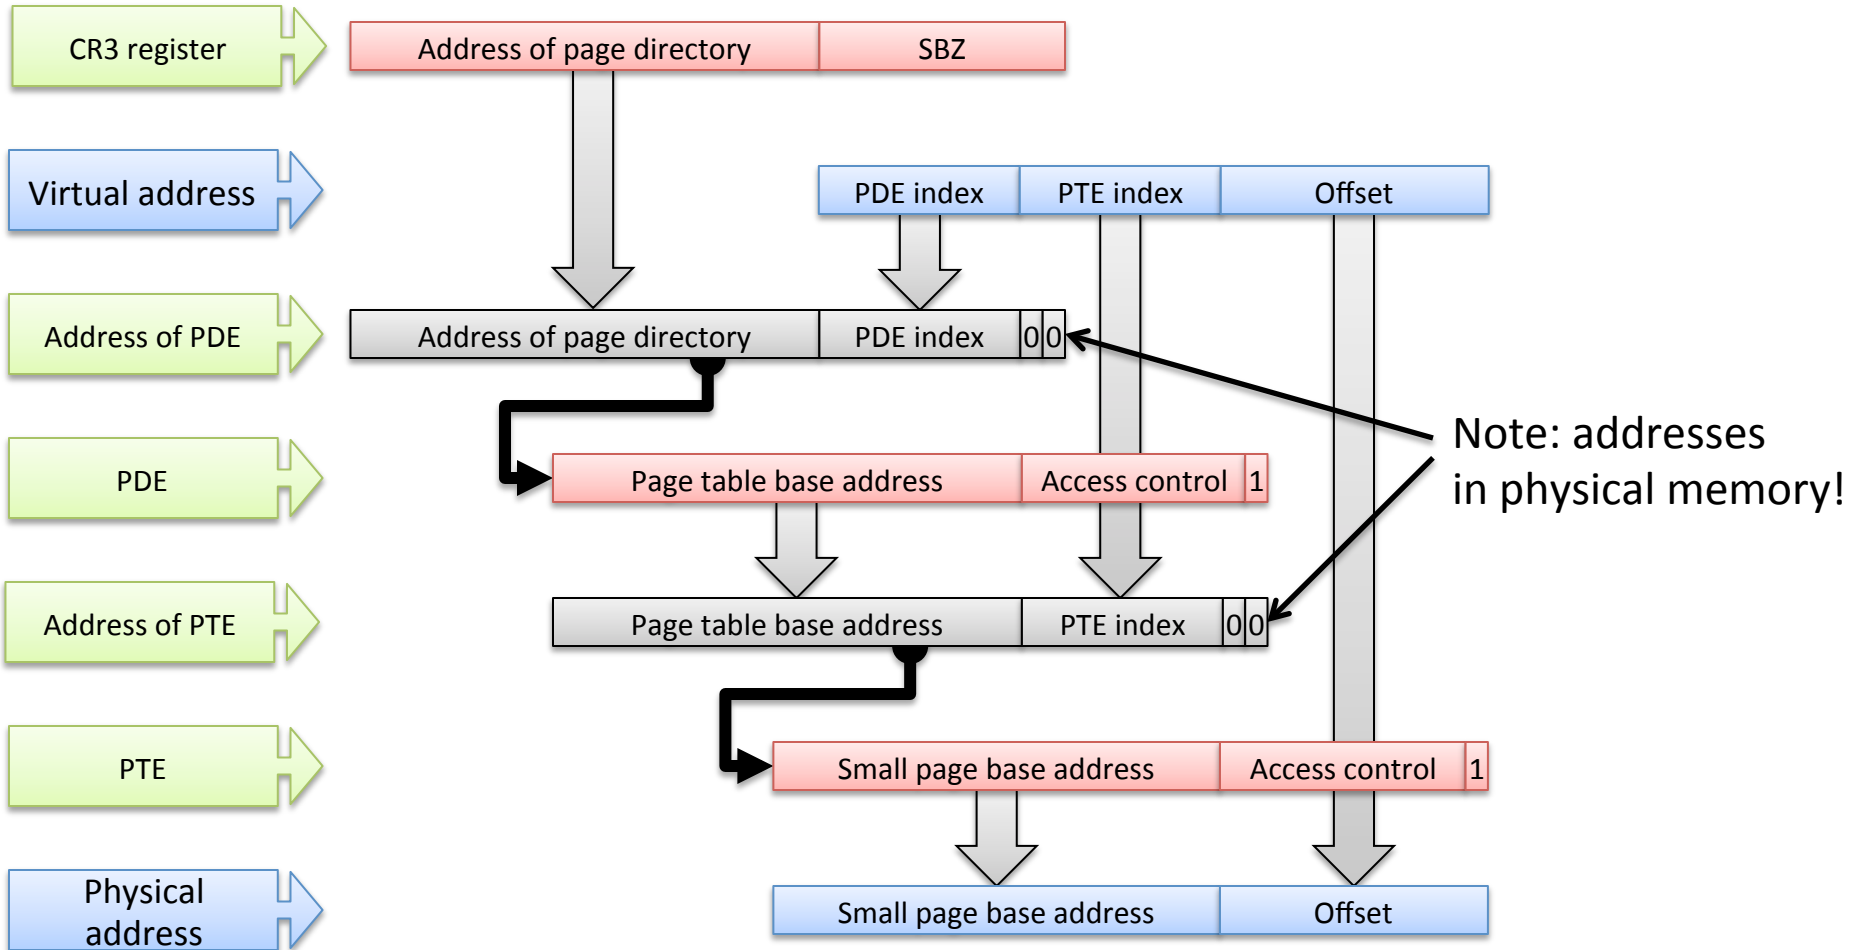 CR3 register
Address of page directory
SBZ
Virtual address
PDE index
PTE index
Offset
Address of PDE
Address of page directory
PDE index
0
0
Note: addresses
in physical memory!
PDE
Page table base address
Access control
1
Address of PTE
Page table base address
PTE index
0
0
PTE
Small page base address
Access control
1
Physical
address
Small page base address
Offset